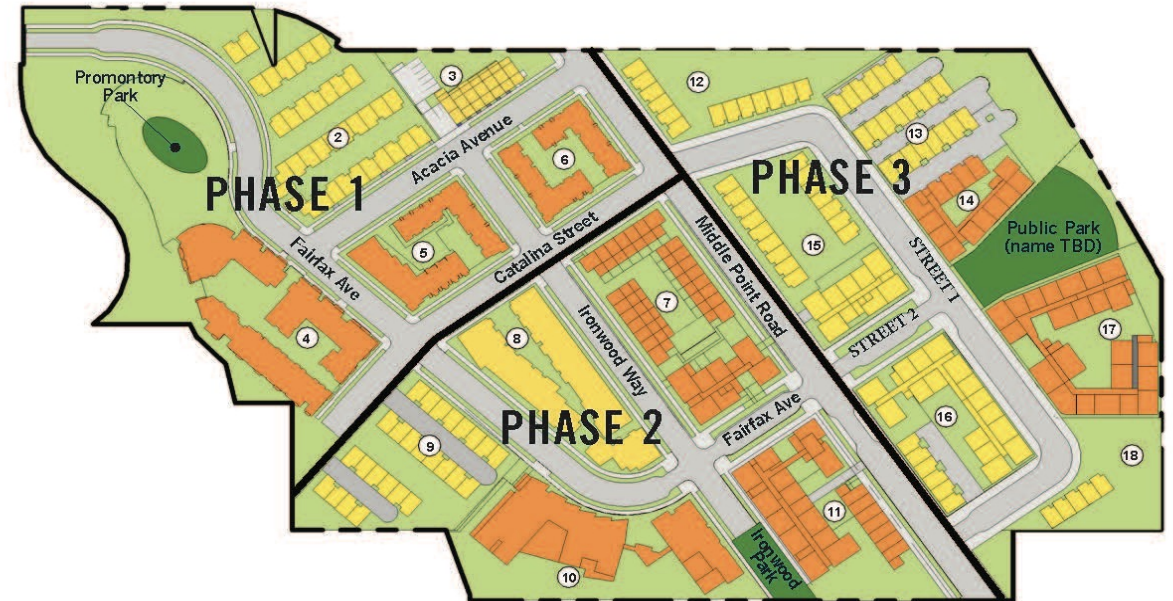 Promontory
Park
PHASE 1
Acacia Avenue
Fairfax Ave
Catalina Street
2
3
4
5
6
PHASE 2
Ironwood Way
Middle Point Road
Fairfax Ave
7
8
9
10
11
Ironwood
Park
PHASE 3
STREET 1
STREET 2
Public Park
(name TBD)
12
13
14
15
16
17
18